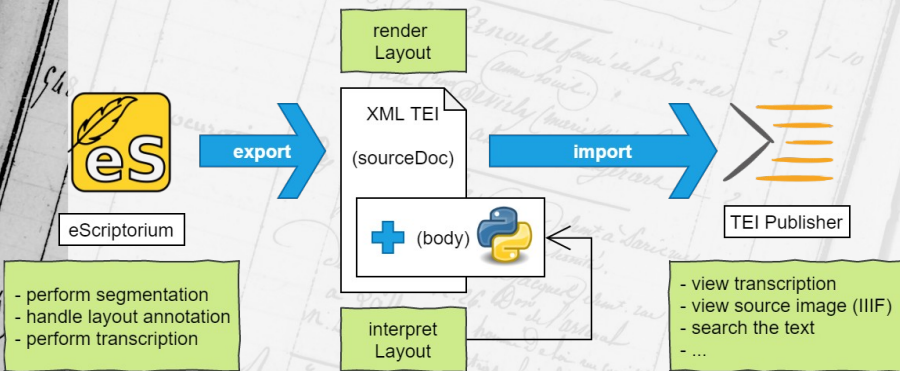 render
Layout
eS
export
XML TEI
(sourceDoc)
import
(body)
eScriptorium
TEI Publisher
- perform segmentation
- handle layout annotation
- perform transcription
interpret
Layout
- view transcription
- view source image (IIIF)
- search the text
- ...